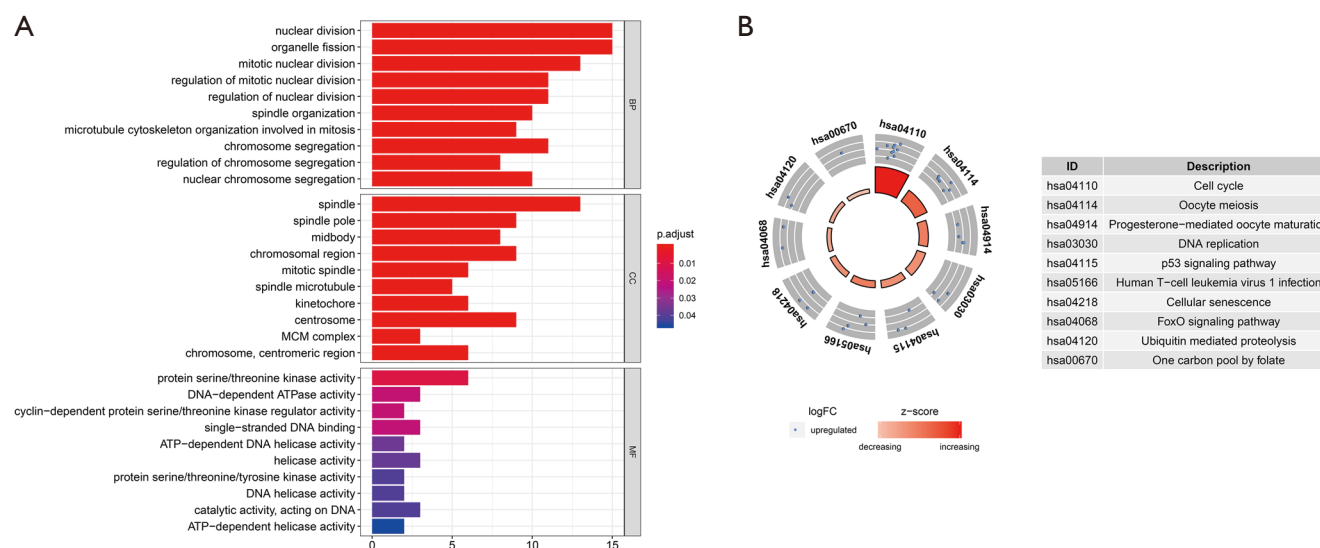 A
nuclear division
organelle fission
mitotic nuclear division
regulation of mitotic nuclear division
regulation of nuclear division
spindle organization
microtubule cytoskeleton organization involved in mitosis
chromosome segregation
regulation of chromosome segregation
nuclear chromosome segregation
BP
spindle
spindle pole
midbody
chromosomal region
mitotic spindle
spindle microtubule
kinetochore
centrosome
MCM complex
chromosome, centromeric region
CC
protein serine/threonine kinase activity
DNA−dependent ATPase activity
cyclin−dependent protein serine/threonine kinase regulator activity
single−stranded DNA binding
ATP−dependent DNA helicase activity
helicase activity
protein serine/threonine/tyrosine kinase activity
DNA helicase activity
catalytic activity, acting on DNA
ATP−dependent helicase activity
MF
0 5 10 15
p.adjust
0.01
0.02
0.03
0.04
B
hsa04110
hsa04114
hsa04914
hsa03030
hsa04115
hsa05166
hsa04218
hsa04068
hsa04120
hsa00670
logFC
upregulated
z−score
decreasing increasing
ID Description
hsa04110 Cell cycle
hsa04114 Oocyte meiosis
hsa04914 Progesterone−mediated oocyte maturatio
hsa03030 DNA replication
hsa04115 p53 signaling pathway
hsa05166 Human T−cell leukemia virus 1 infection
hsa04218 Cellular senescence
hsa04068 FoxO signaling pathway
hsa04120 Ubiquitin mediated proteolysis
hsa00670 One carbon pool by folate